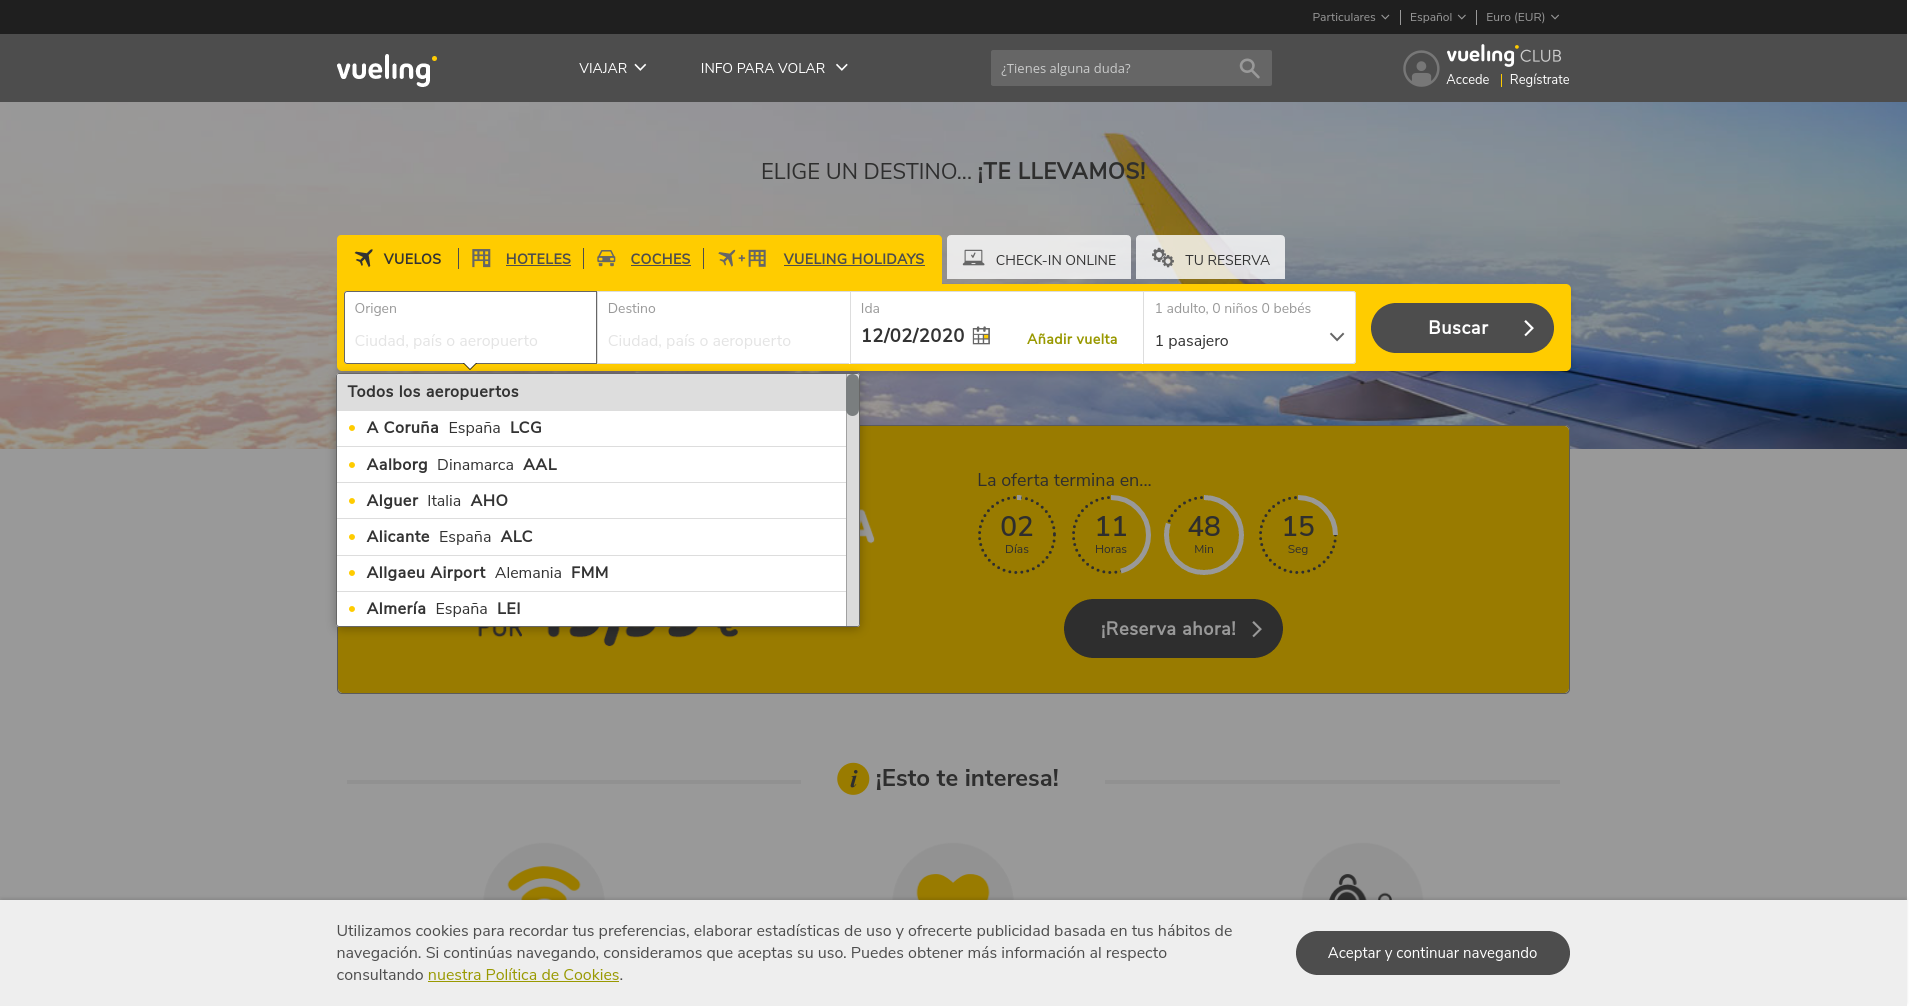 Particulares
Español
Euro (EUR)
vueling
VIAJAR
INFO PARA VOLAR
¿Tienes alguna duda?
vueling CLUB
Accede | Regístrate
ELIGE UN DESTINO... ¡TE LLEVAMOS!
VUELOS
HOTELES
COCHES
+
VUELING HOLIDAYS
CHECK-IN ONLINE
TU RESERVA
Origen
Ciudad, país o aeropuerto
Destino
Ciudad, país o aeropuerto
Ida
12/02/2020
Añadir vuelta
1 adulto, 0 niños 0 bebés
1 pasajero
Buscar
Todos los aeropuertos
A Coruña España LCG
Aalborg Dinamarca AAL
Alguer Italia AHO
Alicante España ALC
Allgaeu Airport Alemania FMM
Almería España LEI
A
POR
La oferta termina en...
02 Días
11 Horas
48 Min
15 Seg
¡Reserva ahora!
i ¡Esto te interesa!
Utilizamos cookies para recordar tus preferencias, elaborar estadísticas de uso y ofrecerte publicidad basada en tus hábitos de
navegación. Si continúas navegando, consideramos que aceptas su uso. Puedes obtener más información al respecto
consultando nuestra Política de Cookies.
Aceptar y continuar navegando